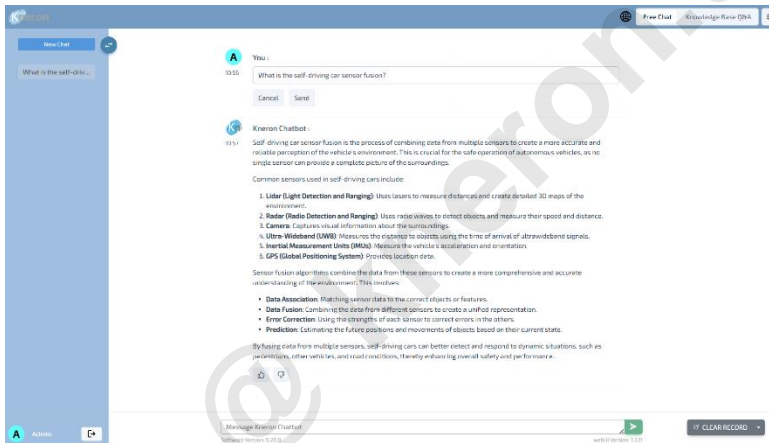 Kneron
Free Chat
Knowledge Base Q&A
New Chat
What is the self-driv...
A
You :
10:55
What is the self-driving car sensor fusion?
Cancel
Send
Kneron Chatbot :
10:57
Self-driving car sensor fusion is the process of combining data from multiple sensors to create a more accurate and
reliable perception of the vehicle's environment. This is crucial for the safe operation of autonomous vehicles, as no
single sensor can provide a complete picture of the surroundings.
Common sensors used in self-driving cars include:
1. Lidar (Light Detection and Ranging): Uses lasers to measure distances and create detailed 3D maps of the
environment.
2. Radar (Radio Detection and Ranging): Uses radio waves to detect objects and measure their speed and distance.
3. Camera: Captures visual information about the surroundings.
4. Ultra-Wideband (UWB): Measures the distance to objects using the time of arrival of ultrawideband signals.
5. Inertial Measurement Units (IMUs): Measure the vehicle's acceleration and orientation.
6. GPS (Global Positioning System): Provides location data.
Sensor fusion algorithms combine the data from these sensors to create a more comprehensive and accurate
understanding of the environment. This involves:
• Data Association: Matching sensor data to the correct objects or features.
• Data Fusion: Combining the data from different sensors to create a unified representation.
• Error Correction: Using the strengths of each sensor to correct errors in the others.
• Prediction: Estimating the future positions and movements of objects based on their current state.
By fusing data from multiple sensors, self-driving cars can better detect and respond to dynamic situations, such as
pedestrians, other vehicles, and road conditions, thereby enhancing overall safety and performance.
A
Admin
Message Kneron Chatbot
CLEAR RECORD
@ kneron.